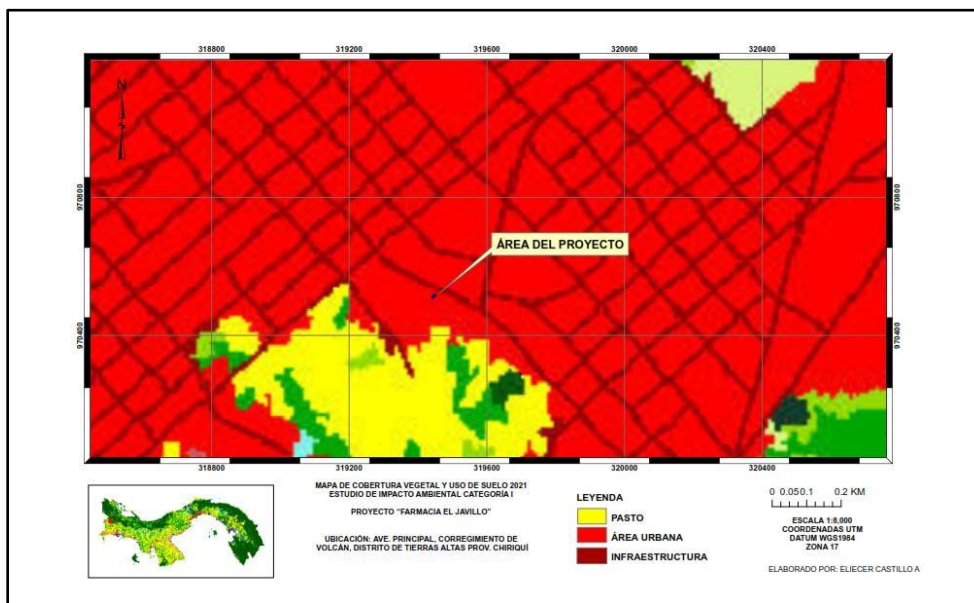 318800 319200 319600 320000 320400
N
970800 970800
ÁREA DEL PROYECTO
970400 970400
318800 319200 319600 320000 320400
MAPA DE COBERTURA VEGETAL Y USO DE SUELO 2021
ESTUDIO DE IMPACTO AMBIENTAL CATEGORÍA I
PROYECTO “FARMACIA EL JAVILLO”
UBICACIÓN: AVE. PRINCIPAL, CORREGIMIENTO DE
VOLCÁN, DISTRITO DE TIERRAS ALTAS PROV. CHIRIQUÍ
LEYENDA
PASTO
ÁREA URBANA
INFRAESTRUCTURA
0 0.05 0.1 0.2 KM
ESCALA 1:8,000
COORDENADAS UTM
DATUM WGS1984
ZONA 17
ELABORADO POR: ELIECER CASTILLO A